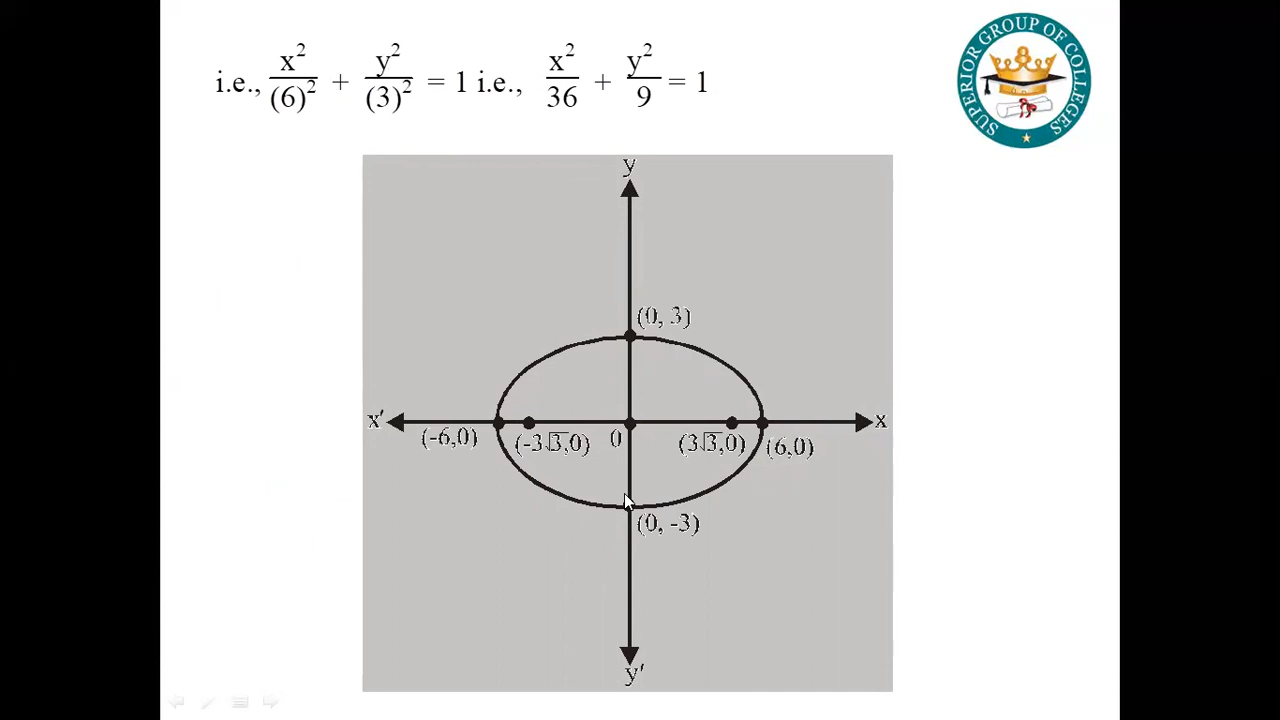 i.e., x²/(6)² + y²/(3)² = 1 i.e., x²/36 + y²/9 = 1
SUPERIOR GROUP OF COLLEGES
y
(0, 3)
x' (-6,0) (-3√3,0) 0 (3√3,0) (6,0) x
(0, -3)
y'